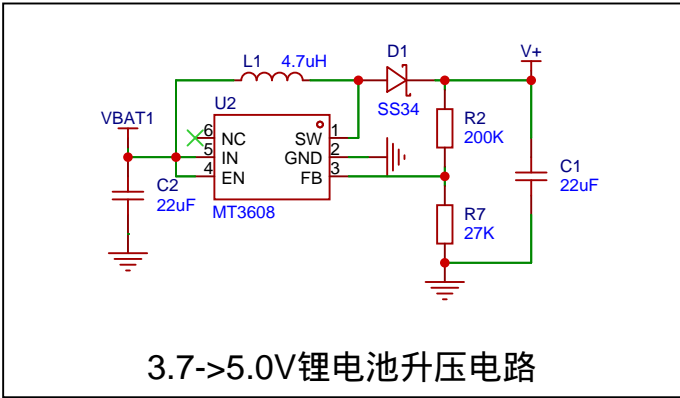 L1 4.7uH
D1
V+
SS34
U2
VBAT1
6 NC SW 1
5 IN GND 2
4 EN FB 3
MT3608
C2
22uF
R2
200K
C1
22uF
R7
27K
3.7->5.0V锂电池升压电路